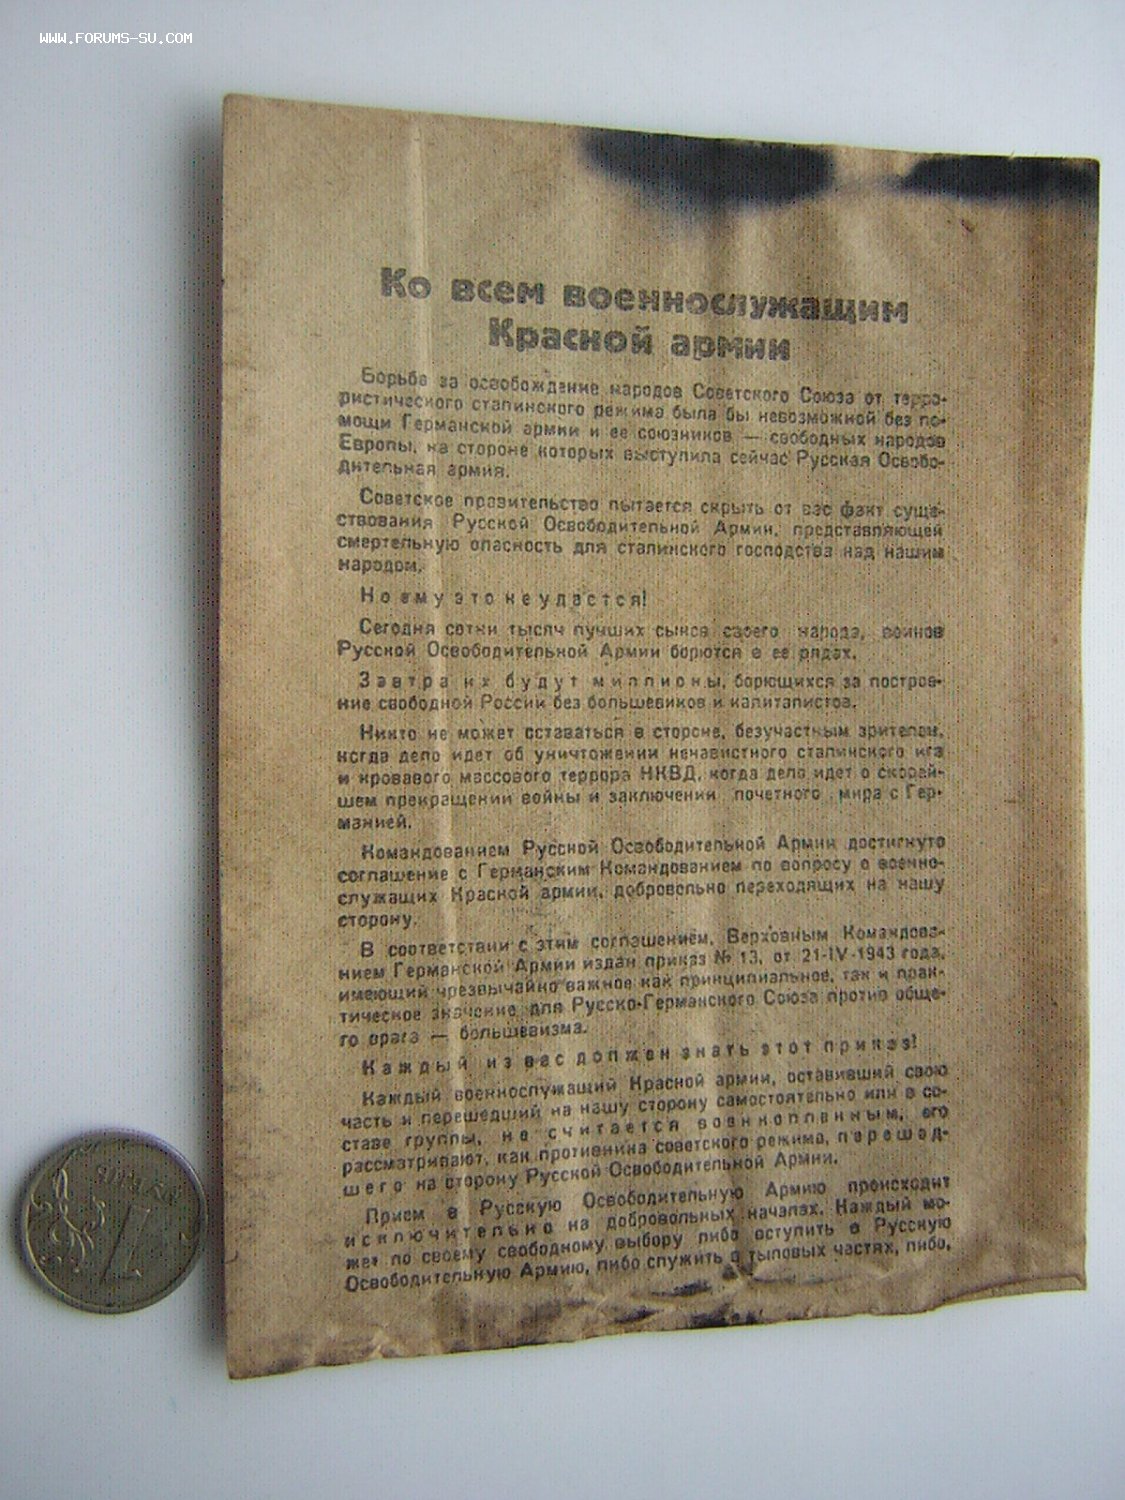 WWW.FORUMS-SU.COM
Ко всем военнослужащим
Красной армии
Борьба за освобождение народов Советского Союза от терро-
ристического сталинского режима была бы невозможной без по-
мощи Германской армии и ее союзников — свободных народов
Европы, на стороне которых выступила сейчас Русская Освобо-
дительная армия.
Советское правительство пытается скрыть от вас факт суще-
ствования Русской Освободительной Армии, представляющей
смертельную опасность для сталинского господства над нашим
народом.
Но ему это не удастся!
Сегодня сотни тысяч лучших сынов своего народа, воинов
Русской Освободительной Армии борются в ее рядах.
Завтра их будут миллионы, борющихся за построе-
ние свободной России без большевиков и капиталистов.
Никто не может оставаться в стороне, безучастным зрителем,
когда дело идет об уничтожении ненавистного сталинского ига
и кровавого массового террора НКВД, когда дело идет о скорей-
шем прекращении войны и заключении почетного мира с Гер-
манией.
Командованием Русской Освободительной Армии достигнуто
соглашение с Германским Командованием по вопросу о военно-
служащих Красной армии, добровольно переходящих на нашу
сторону.
В соответствии с этим соглашением, Верховным Командова-
нием Германской Армии издан приказ № 13, от 21-IV-1943 года,
имеющий чрезвычайно важное как принципиальное, так и прак-
тическое значение для Русско-Германского Союза против обще-
го врага — большевизма.
Каждый из вас должен знать этот приказ!
Каждый военнослужащий Красной армии, оставивший свою
часть и перешедший на нашу сторону самостоятельно или в со-
ставе группы, не считается военнопленным, его
рассматривают, как противника советского режима, перешед-
шего на сторону Русской Освободительной Армии.
Прием в Русскую Освободительную Армию происходит
исключительно на добровольных началах. Каждый мо-
жет по своему свободному выбору либо вступить в Русскую
Освободительную Армию, либо служить в тыловых частях, либо,